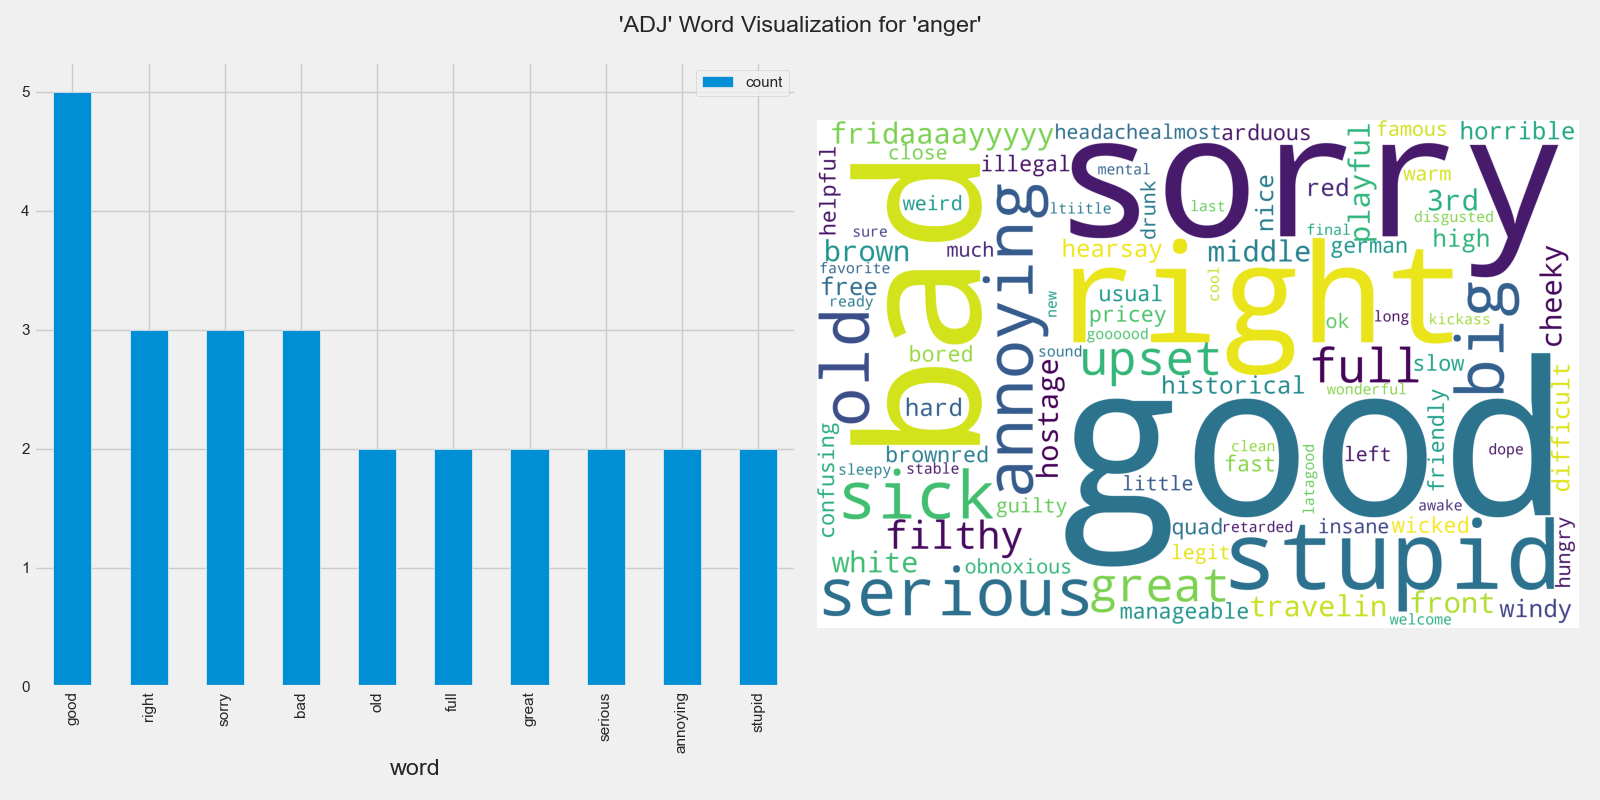 'ADJ' Word Visualization for 'anger'
count
5
4
3
2
1
0
good
right
sorry
bad
old
full
great
serious
annoying
stupid
word
fridaaaayyyyy
headachealmost
arduous
famous
horrible
close
illegal
sorry
mental
playful
warm
helpful
bad
weird
annoying
ltiitle
drunk
last
nice
red
3rd
disgusted
sure
much
final
high
brown
hearsay
middle
german
favorite
free
ready
new
usual
cool
right
big
cheeky
pricey
goooood
ok
long
kickass
old
bored
sound
upset
full
slow
historical
wonderful
hard
hostage
good
friendly
difficult
confusing
brownred
clean
fast
left
dope
sleepy
stable
little
latagood
sick
guilty
awake
filthy
quad
retarded
insane
wicked
hungry
white
obnoxious
legit
stupid
serious
great
manageable
travelin
front
windy
welcome